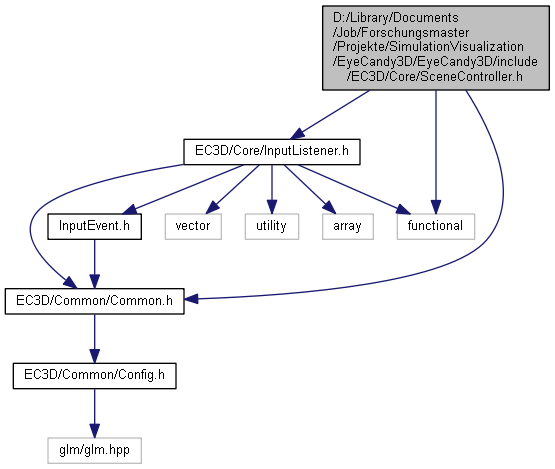 D:/Library/Documents
/Job/Forschungsmaster
/Projekte/SimulationVisualization
/EyeCandy3D/EyeCandy3D/include
/EC3D/Core/SceneController.h
EC3D/Core/InputListener.h
InputEvent.h
vector
utility
array
functional
EC3D/Common/Common.h
EC3D/Common/Config.h
glm/glm.hpp